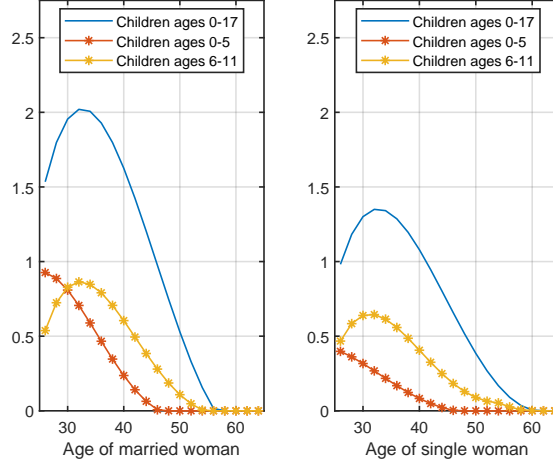 Children ages 0-17
Children ages 0-5
Children ages 6-11
2.5
2
1.5
1
0.5
0
30
40
50
60
Age of married woman
Children ages 0-17
Children ages 0-5
Children ages 6-11
2.5
2
1.5
1
0.5
0
30
40
50
60
Age of single woman